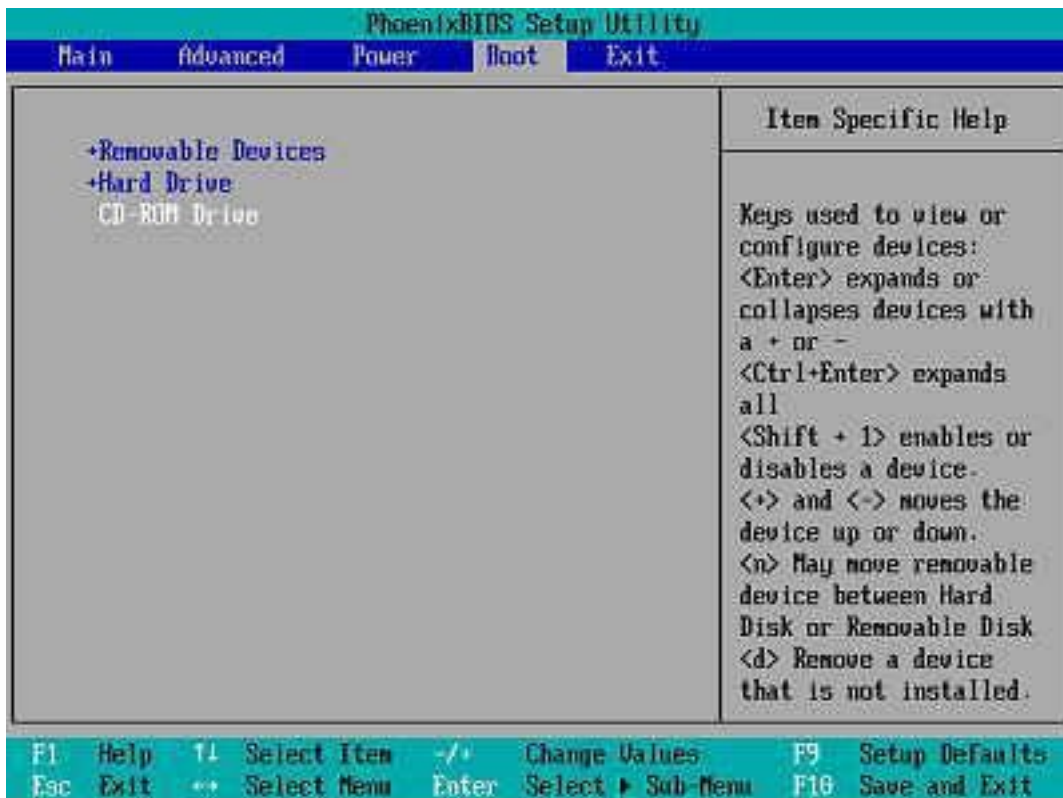 PhoenixBIOS Setup Utility
Main Advanced Power Boot Exit
+Removable Devices
+Hard Drive
CD-ROM Drive
Item Specific Help
Keys used to view or
configure devices:
<Enter> expands or
collapses devices with
a + or -
<Ctrl+Enter> expands
all
<Shift + 1> enables or
disables a device.
<+> and <-> moves the
device up or down.
<n> May move removable
device between Hard
Disk or Removable Disk
<d> Remove a device
that is not installed.
F1 Help ↑↓ Select Item -/+ Change Values F9 Setup Defaults
Esc Exit ↔ Select Menu Enter Select ▶ Sub-Menu F10 Save and Exit